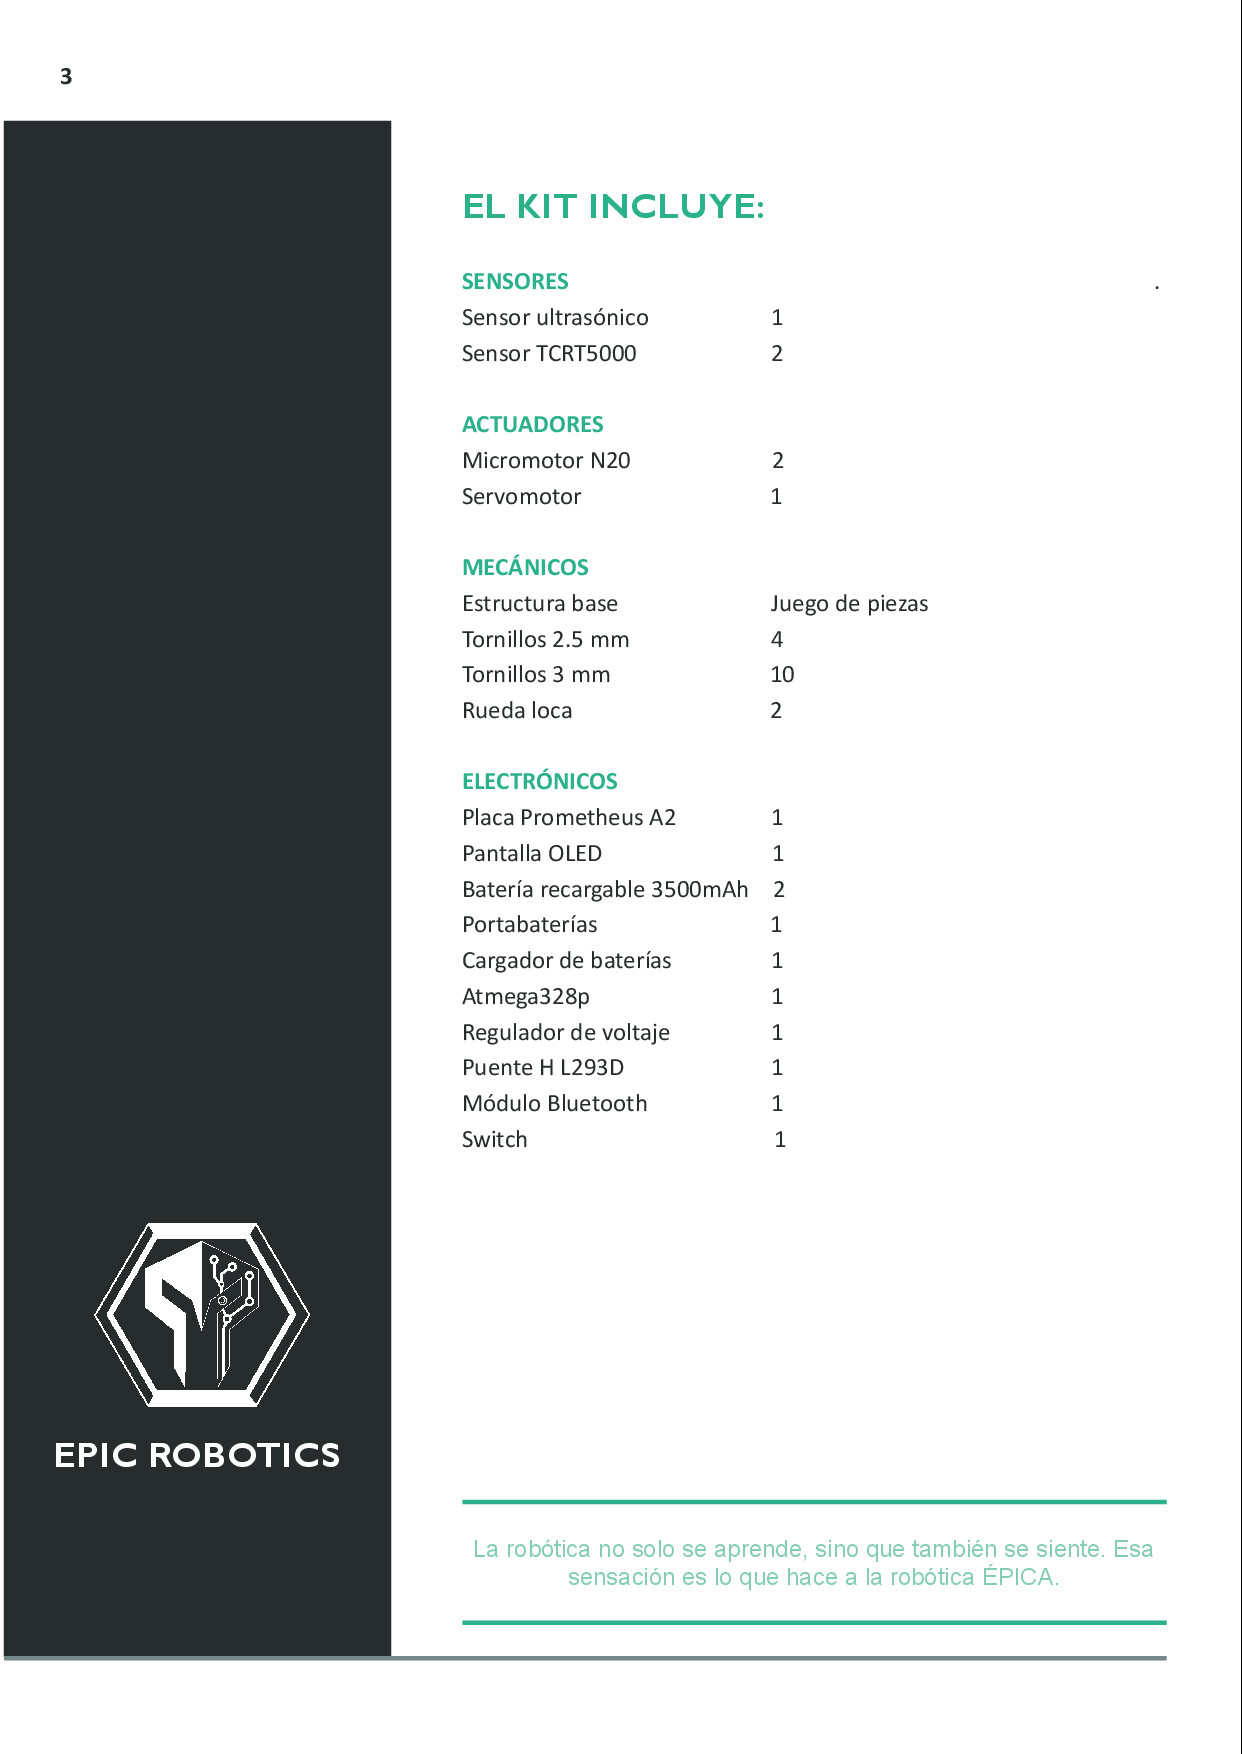 3
EL KIT INCLUYE:
SENSORES .
Sensor ultrasónico 1
Sensor TCRT5000 2
ACTUADORES
Micromotor N20 2
Servomotor 1
MECÁNICOS
Estructura base Juego de piezas
Tornillos 2.5 mm 4
Tornillos 3 mm 10
Rueda loca 2
ELECTRÓNICOS
Placa Prometheus A2 1
Pantalla OLED 1
Batería recargable 3500mAh 2
Portabaterías 1
Cargador de baterías 1
Atmega328p 1
Regulador de voltaje 1
Puente H L293D 1
Módulo Bluetooth 1
Switch 1
EPIC ROBOTICS
La robótica no solo se aprende, sino que también se siente. Esa
sensación es lo que hace a la robótica ÉPICA.